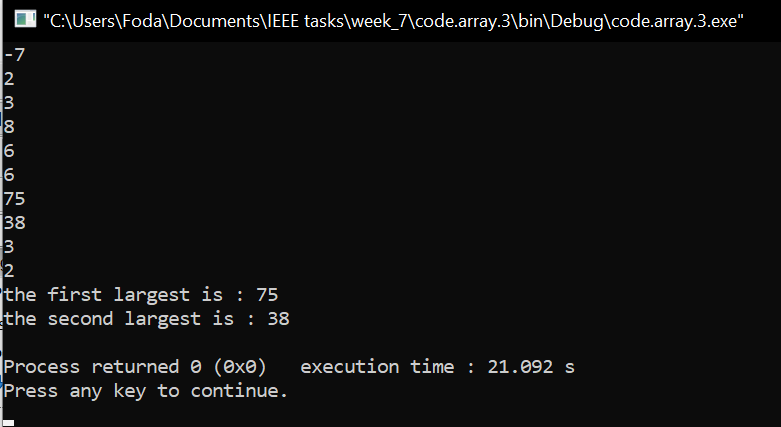 "C:\Users\Foda\Documents\IEEE tasks\week_7\code.array.3\bin\Debug\code.array.3.exe"
-7
2
3
8
6
6
75
38
3
2
the first largest is : 75
the second largest is : 38
Process returned 0 (0x0)   execution time : 21.092 s
Press any key to continue.